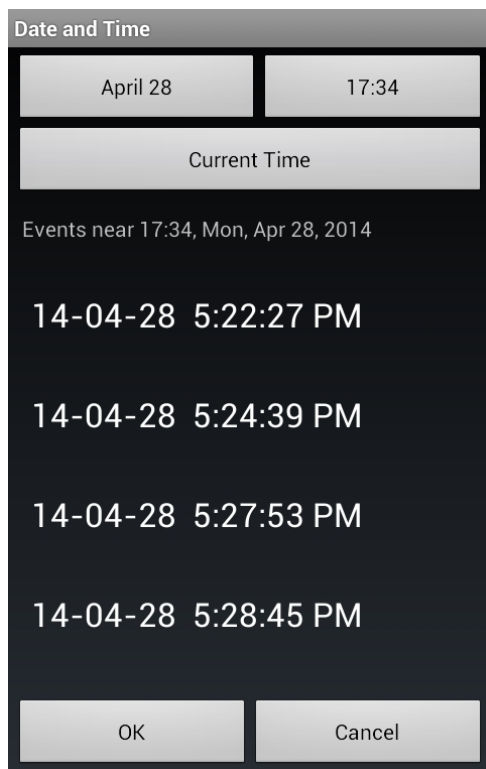 Date and Time
April 28 17:34
Current Time
Events near 17:34, Mon, Apr 28, 2014
14-04-28 5:22:27 PM
14-04-28 5:24:39 PM
14-04-28 5:27:53 PM
14-04-28 5:28:45 PM
OK Cancel